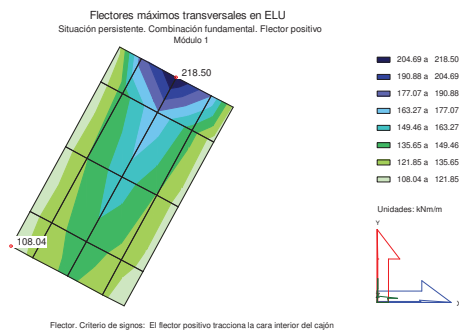 Flectores máximos transversales en ELU
Situación persistente. Combinación fundamental. Flector positivo
Módulo 1
218.50
108.04
204.69 a 218.50
190.88 a 204.69
177.07 a 190.88
163.27 a 177.07
149.46 a 163.27
135.65 a 149.46
121.85 a 135.65
108.04 a 121.85
Unidades: kNm/m
Y
X
Flector. Criterio de signos: El flector positivo tracciona la cara interior del cajón